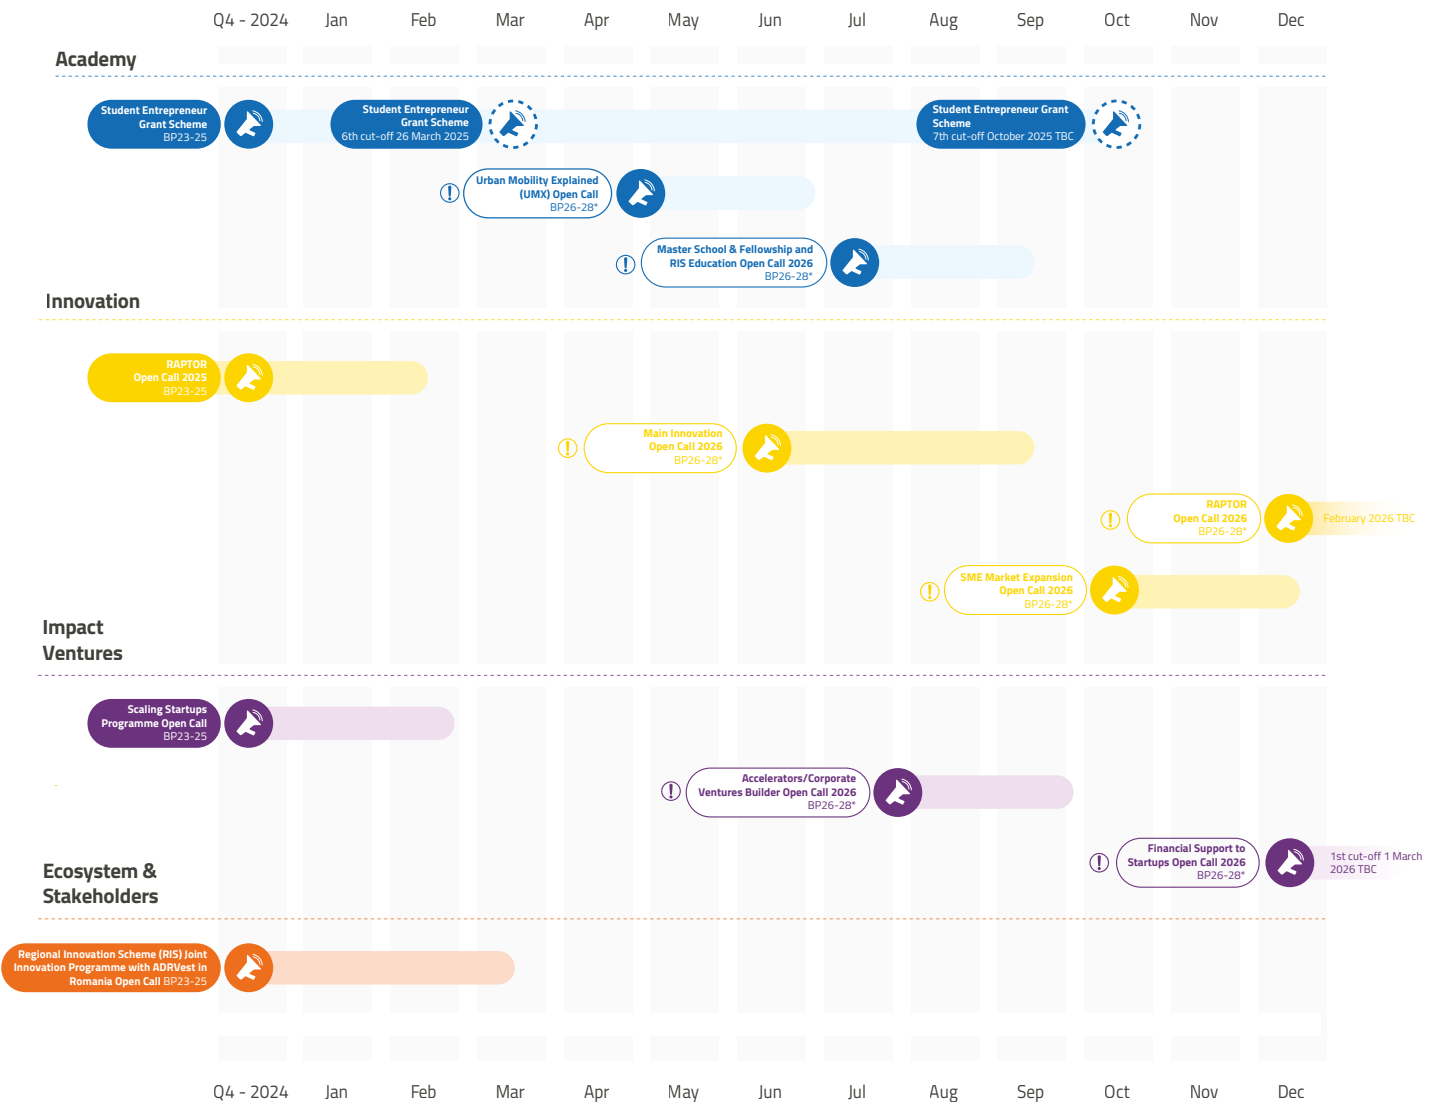 Q4 - 2024 Jan Feb Mar Apr May Jun Jul Aug Sep Oct Nov Dec
Academy
Student Entrepreneur
Grant Scheme
BP23-25
Student Entrepreneur
Grant Scheme
6th cut-off 26 March 2025
Student Entrepreneur Grant
Scheme
7th cut-off October 2025 TBC
! Urban Mobility Explained
(UMX) Open Call
BP26-28*
! Master School & Fellowship and
RIS Education Open Call 2026
BP26-28*
Innovation
RAPTOR
Open Call 2025
BP23-25
! Main Innovation
Open Call 2026
BP26-28*
! RAPTOR
Open Call 2026
BP26-28*
February 2026 TBC
! SME Market Expansion
Open Call 2026
BP26-28*
Impact
Ventures
Scaling Startups
Programme Open Call
BP23-25
! Accelerators/Corporate
Ventures Builder Open Call 2026
BP26-28*
! Financial Support to
Startups Open Call 2026
BP26-28*
1st cut-off 1 March
2026 TBC
Ecosystem &
Stakeholders
Regional Innovation Scheme (RIS) Joint
Innovation Programme with ADRVest in
Romania Open Call BP23-25
Q4 - 2024 Jan Feb Mar Apr May Jun Jul Aug Sep Oct Nov Dec